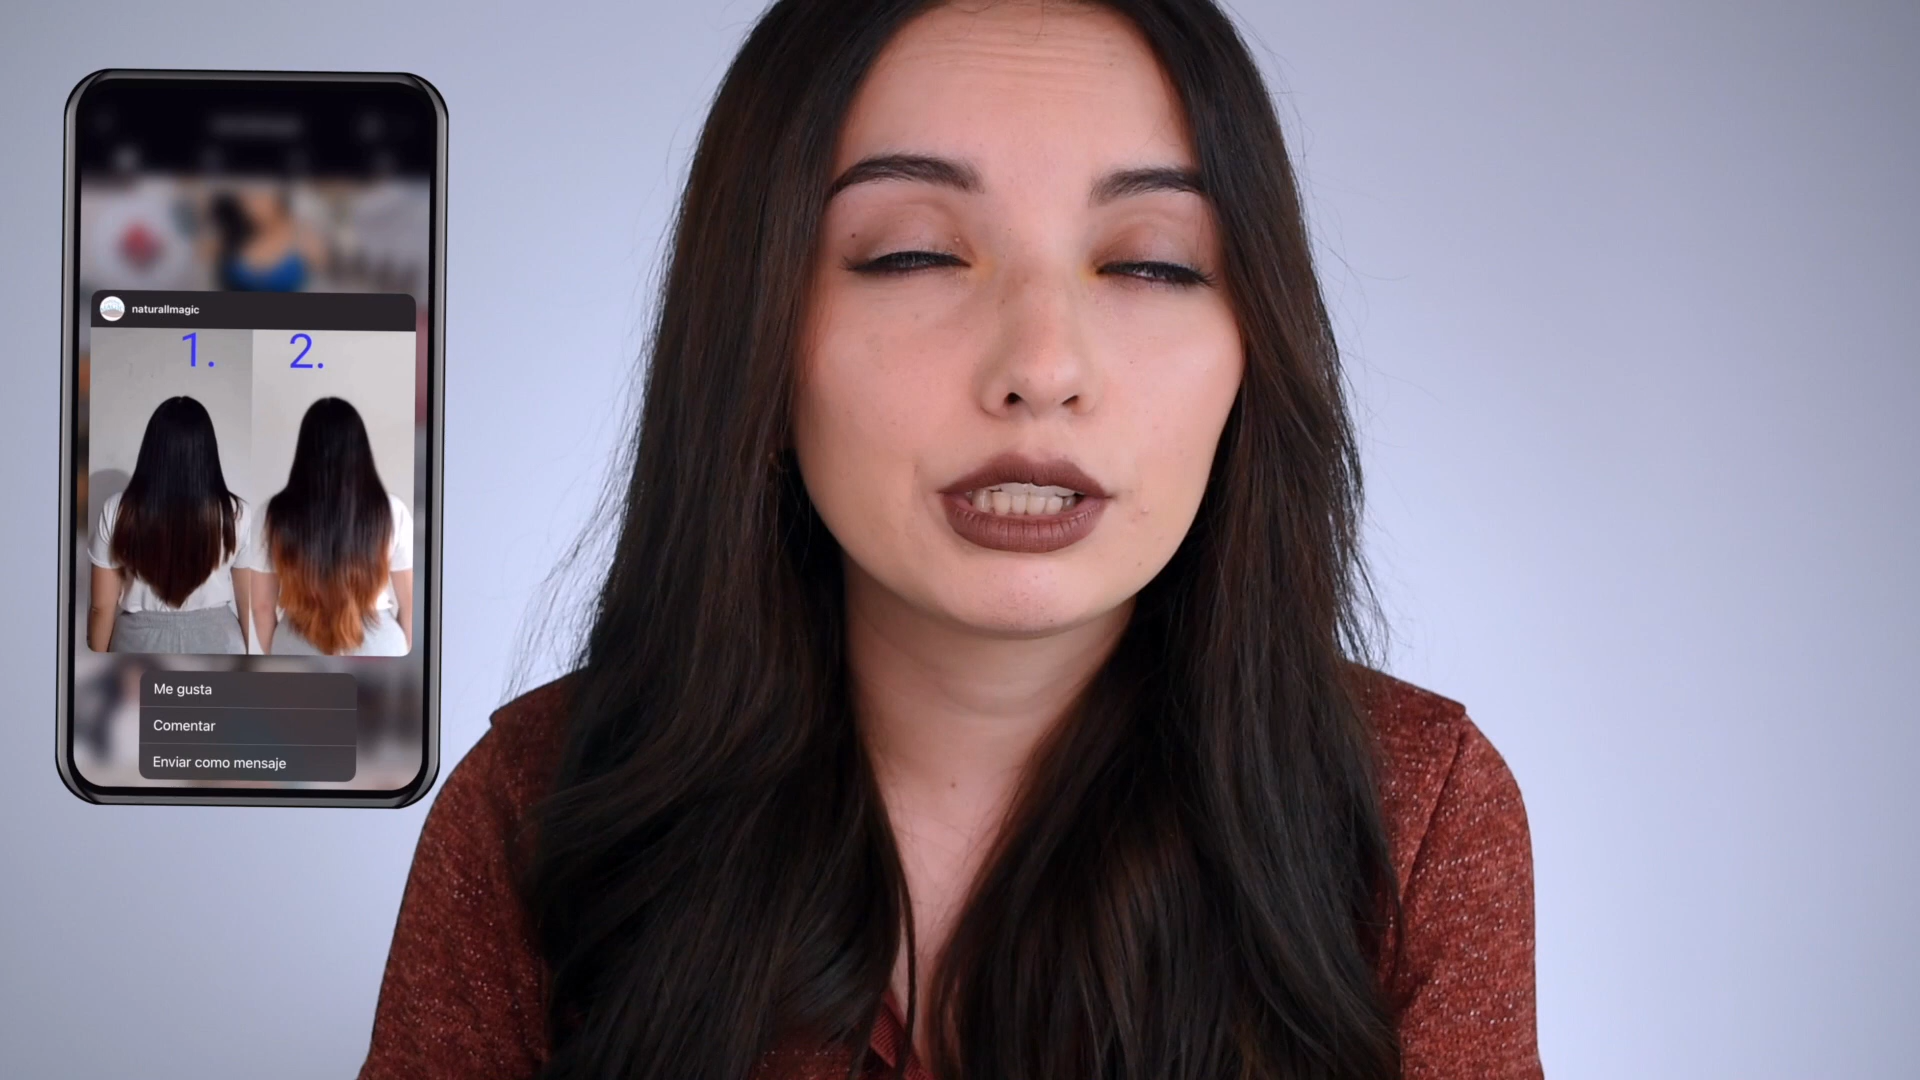 naturallmagic
1. 2.
Me gusta
Comentar
Enviar como mensaje